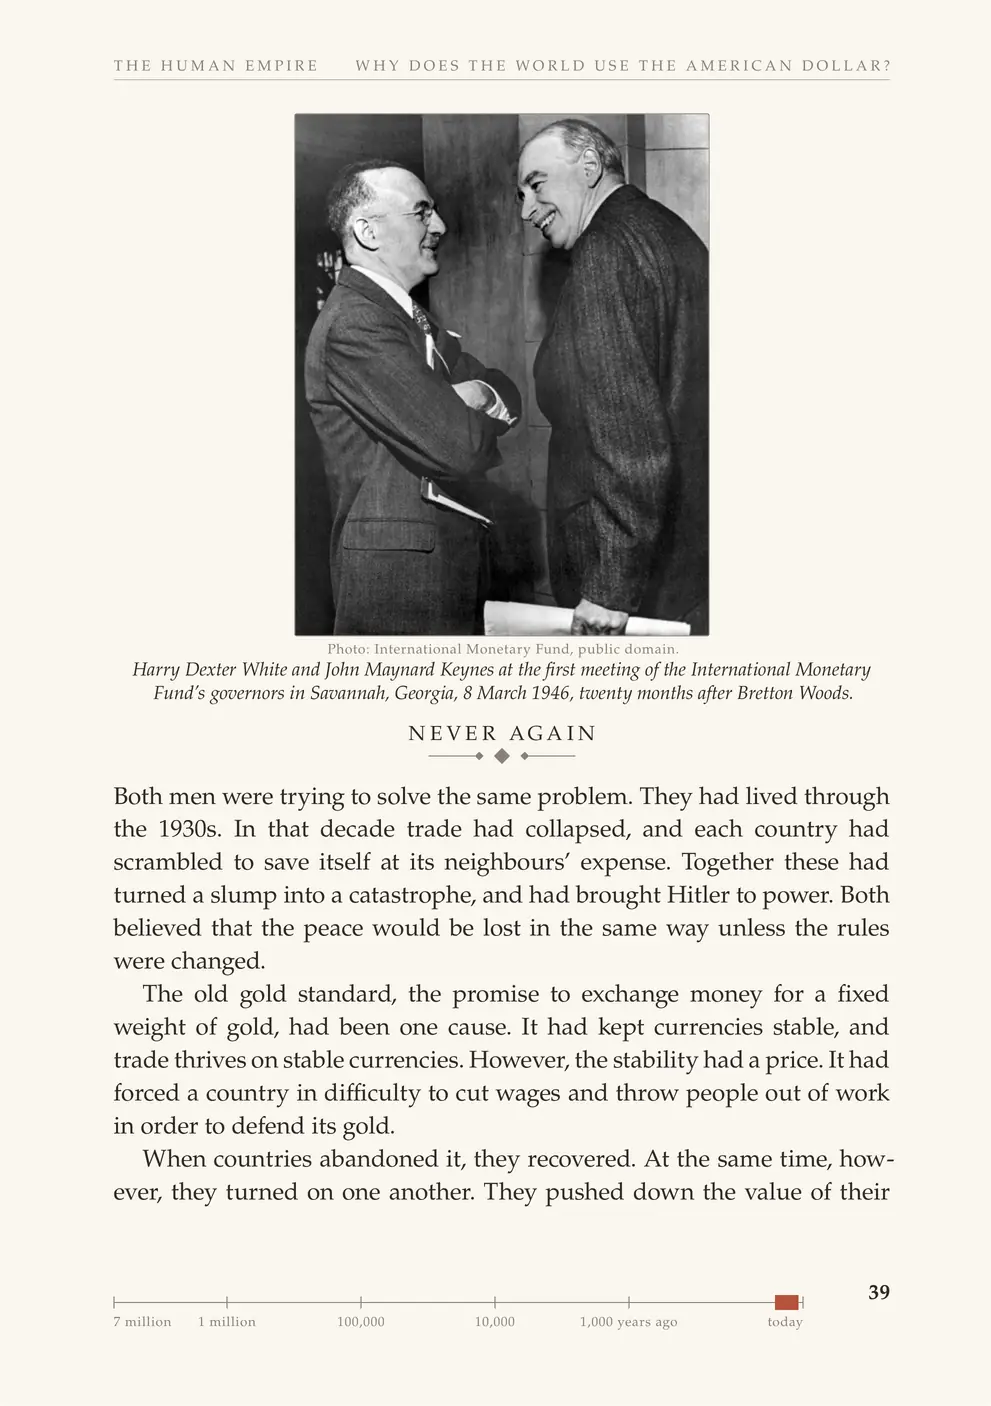 THE HUMAN EMPIRE WHY DOES THE WORLD USE THE AMERICAN DOLLAR?
Photo: International Monetary Fund, public domain.
Harry Dexter White and John Maynard Keynes at the first meeting of the International Monetary
Fund’s governors in Savannah, Georgia, 8 March 1946, twenty months after Bretton Woods.
NEVER AGAIN
Both men were trying to solve the same problem. They had lived through
the 1930s. In that decade trade had collapsed, and each country had
scrambled to save itself at its neighbours’ expense. Together these had
turned a slump into a catastrophe, and had brought Hitler to power. Both
believed that the peace would be lost in the same way unless the rules
were changed.
The old gold standard, the promise to exchange money for a fixed
weight of gold, had been one cause. It had kept currencies stable, and
trade thrives on stable currencies. However, the stability had a price. It had
forced a country in difficulty to cut wages and throw people out of work
in order to defend its gold.
When countries abandoned it, they recovered. At the same time, how-
ever, they turned on one another. They pushed down the value of their
39
7 million 1 million 100,000 10,000 1,000 years ago today